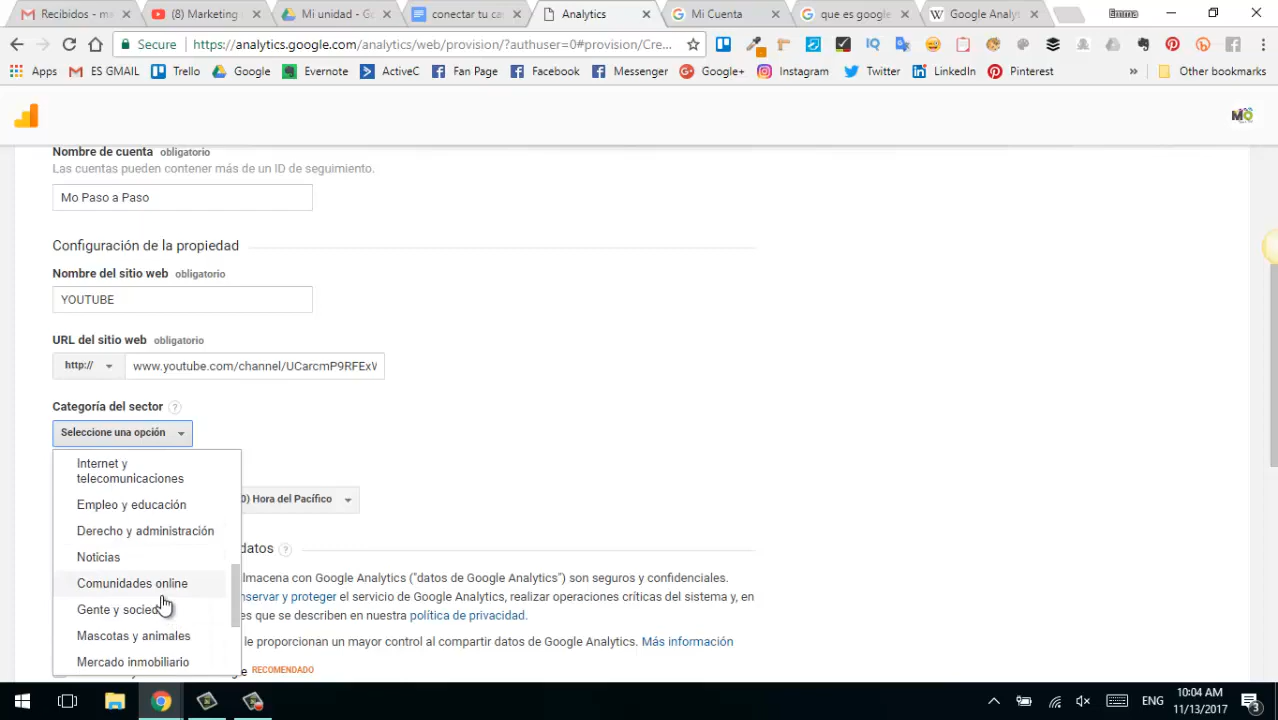 Recibidos - m
(8) Marketing
Mi unidad - G
conectar tu ca
Analytics
Mi Cuenta
que es google
Google Analy
Emma
Secure
https://analytics.google.com/analytics/web/provision/?authuser=0#provision/Cre...
Apps
ES GMAIL
Trello
Google
Evernote
ActiveC
Fan Page
Facebook
Messenger
Google+
Instagram
Twitter
LinkedIn
Pinterest
»
Other bookmarks
Nombre de cuenta obligatorio
Las cuentas pueden contener más de un ID de seguimiento.
Mo Paso a Paso
Configuración de la propiedad
Nombre del sitio web obligatorio
YOUTUBE
URL del sitio web obligatorio
http:// www.youtube.com/channel/UCarcmP9RFExV
Categoría del sector ?
Seleccione una opción
Internet y
telecomunicaciones
Empleo y educación
Derecho y administración
Noticias
Comunidades online
Gente y socied
Mascotas y animales
Mercado inmobiliario
0) Hora del Pacífico
datos ?
lmacena con Google Analytics ("datos de Google Analytics") son seguros y confidenciales.
nservar y proteger el servicio de Google Analytics, realizar operaciones críticas del sistema y, en
es que se describen en nuestra política de privacidad.
le proporcionan un mayor control al compartir datos de Google Analytics. Más información
RECOMENDADO
ENG
10:04 AM
11/13/2017
3